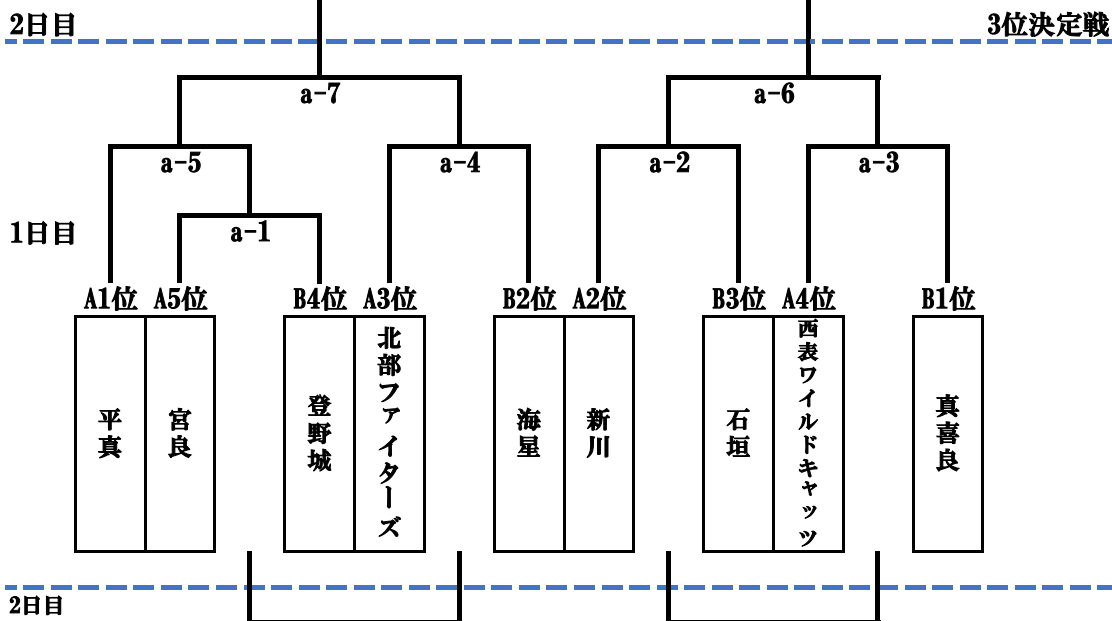 2日目
3位決定戦
a-7
a-6
a-5
a-4
a-2
a-3
1日目
a-1
A1位
A5位
B4位
A3位
B2位
A2位
B3位
A4位
B1位
平真
宮良
登野城
北部ファイターズ
海星
新川
石垣
西表ワイルドキャッツ
真喜良
2日目